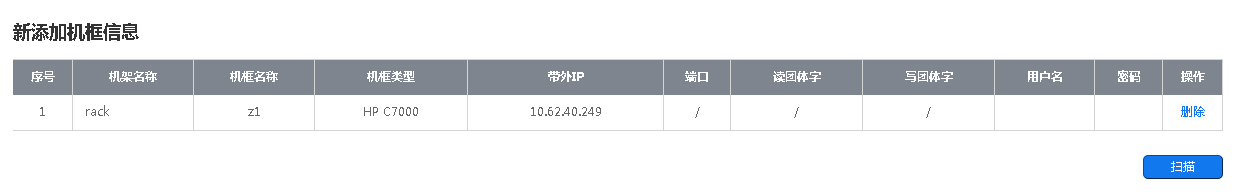 新添加机框信息
序号 机架名称 机框名称 机框类型 带外IP 端口 读团体字 写团体字 用户名 密码 操作
1 rack z1 HP C7000 10.62.40.249 / / / 删除
扫描